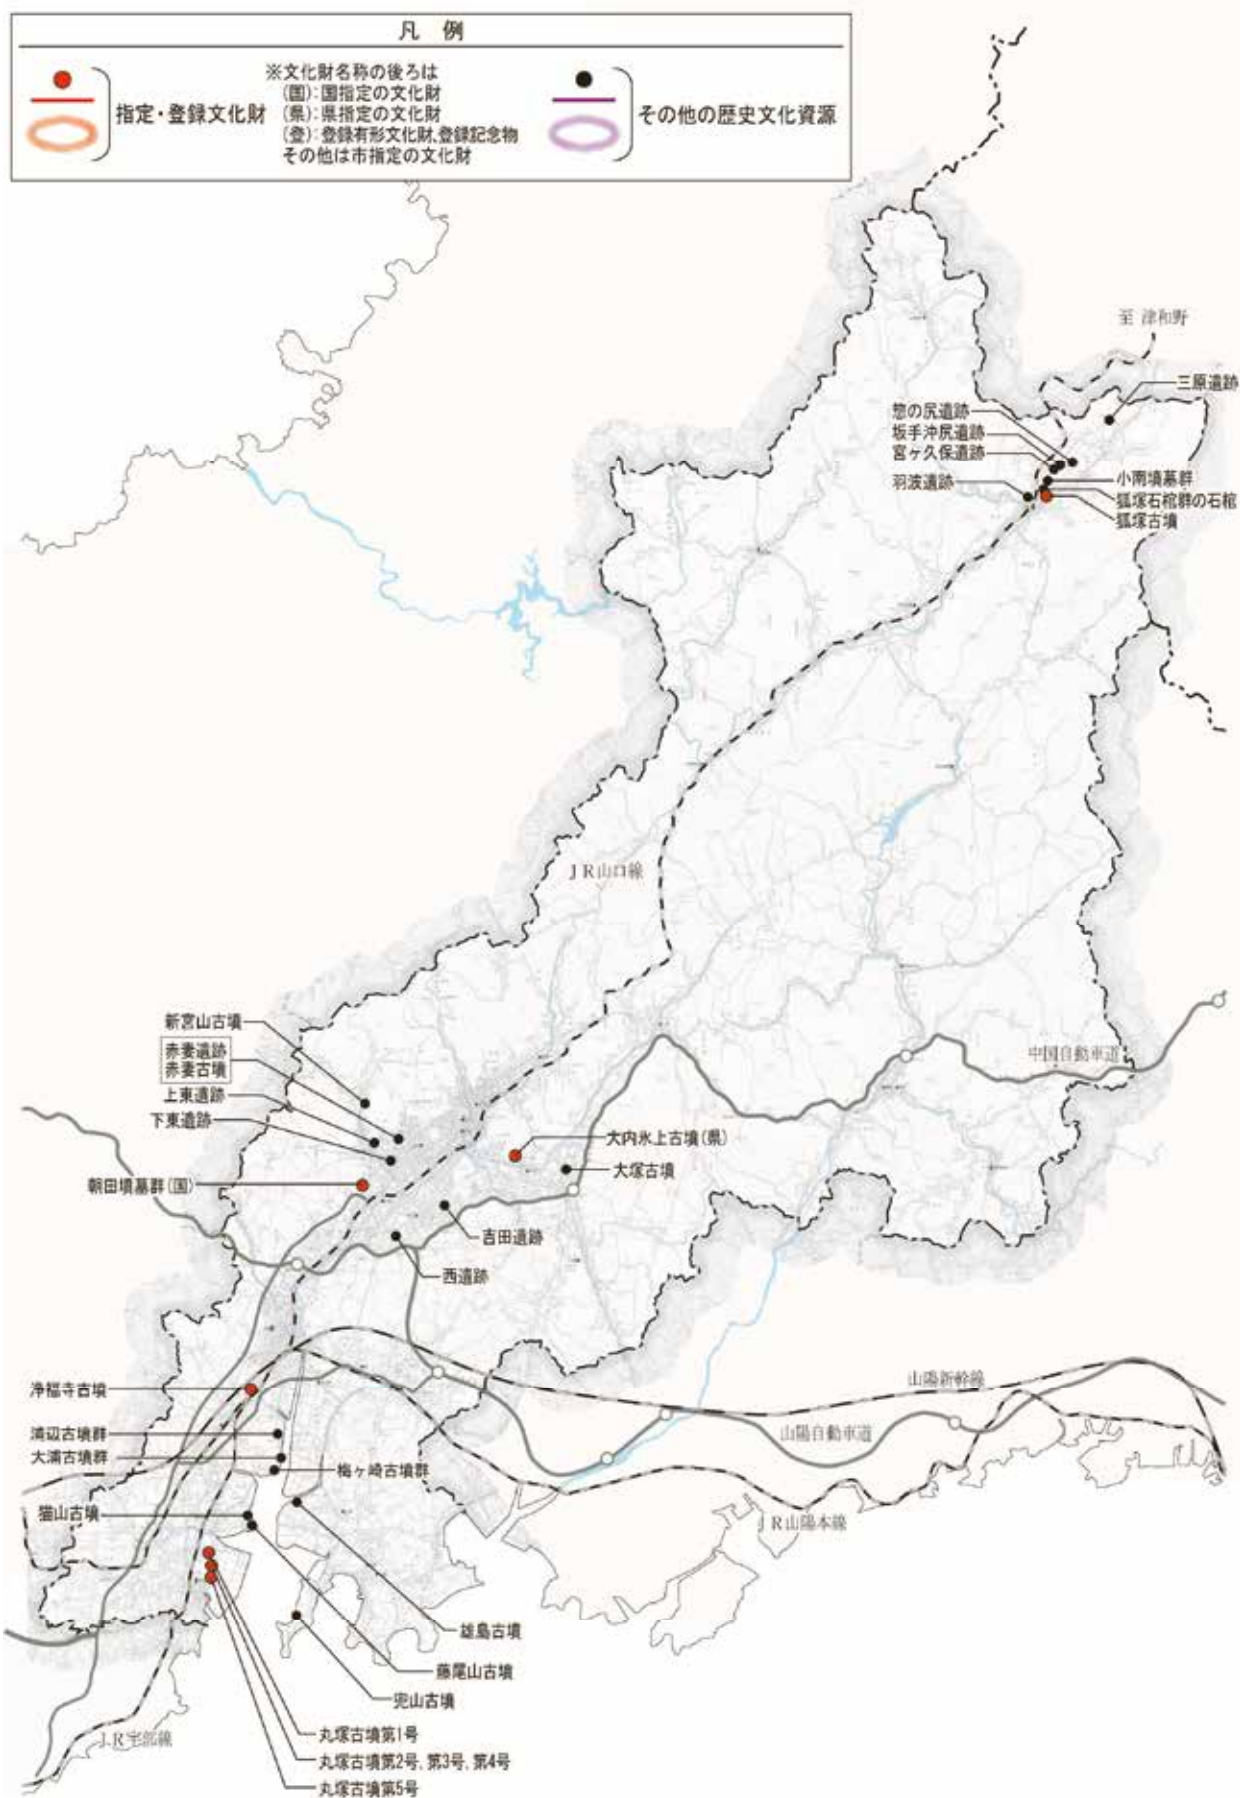 凡 例
指定・登録文化財
※文化財名称の後ろは
(国):国指定の文化財
(県):県指定の文化財
(登):登録有形文化財,登録記念物
その他は市指定の文化財
その他の歴史文化資源
至 津和野
三原遺跡
惣の尻遺跡
坂手沖尻遺跡
宮ヶ久保遺跡
羽波遺跡
小南墳墓群
狐塚石棺群の石棺
狐塚古墳
JR山口線
新宮山古墳
赤妻遺跡
赤妻古墳
上東遺跡
下東遺跡
朝田墳墓群(国)
中国自動車道
大内氷上古墳(県)
大塚古墳
吉田遺跡
西遺跡
浄福寺古墳
山陽新幹線
山陽自動車道
潟辺古墳群
大浦古墳群
梅ヶ崎古墳群
猫山古墳
JR山陽本線
雄島古墳
藤尾山古墳
兜山古墳
丸塚古墳第1号
JR宇部線
丸塚古墳第2号,第3号,第4号
丸塚古墳第5号